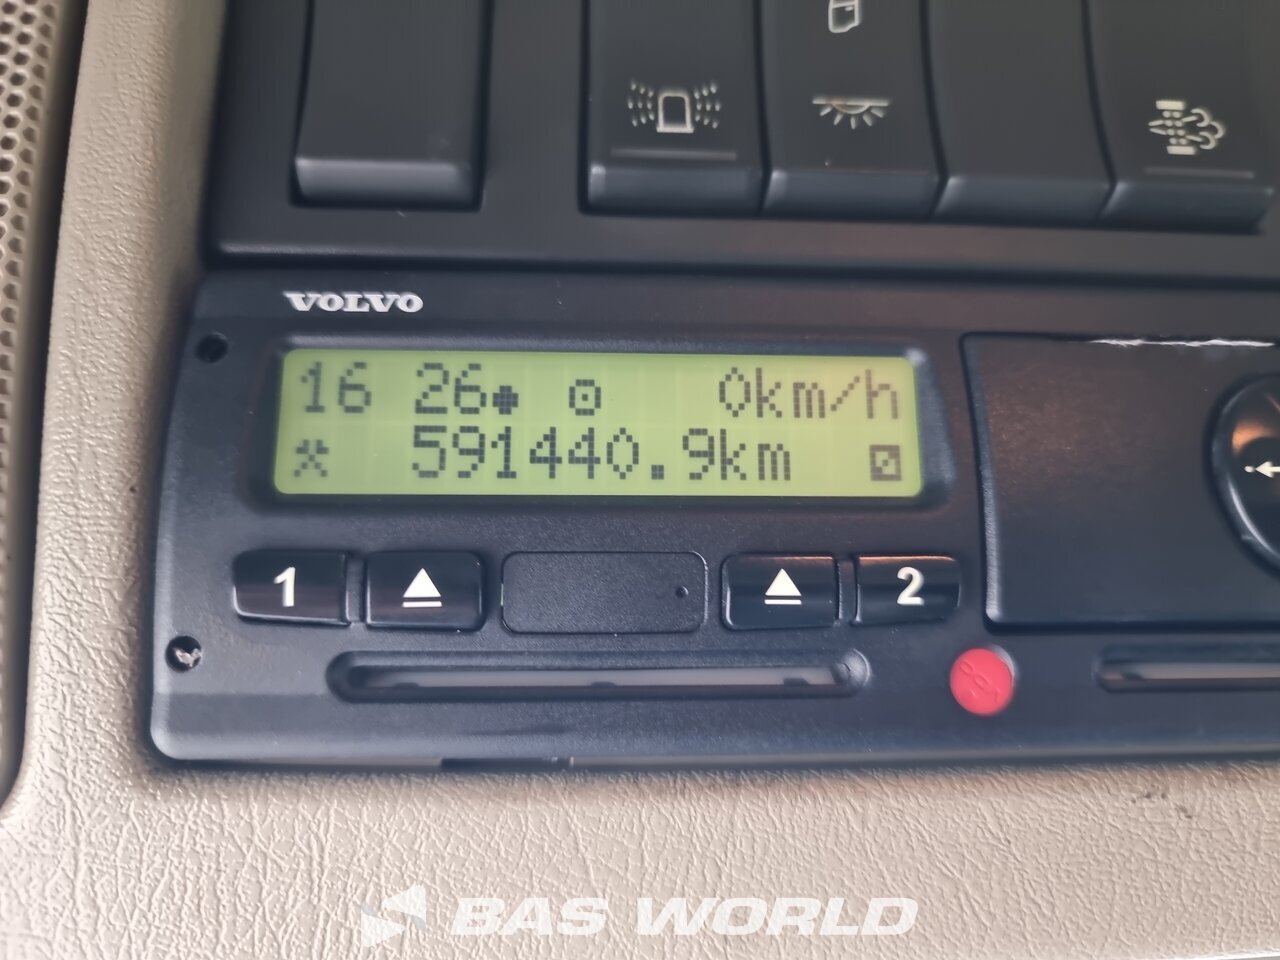 VOLVO
16 26 0km/h
591440.9km
1 2
BAS WORLD